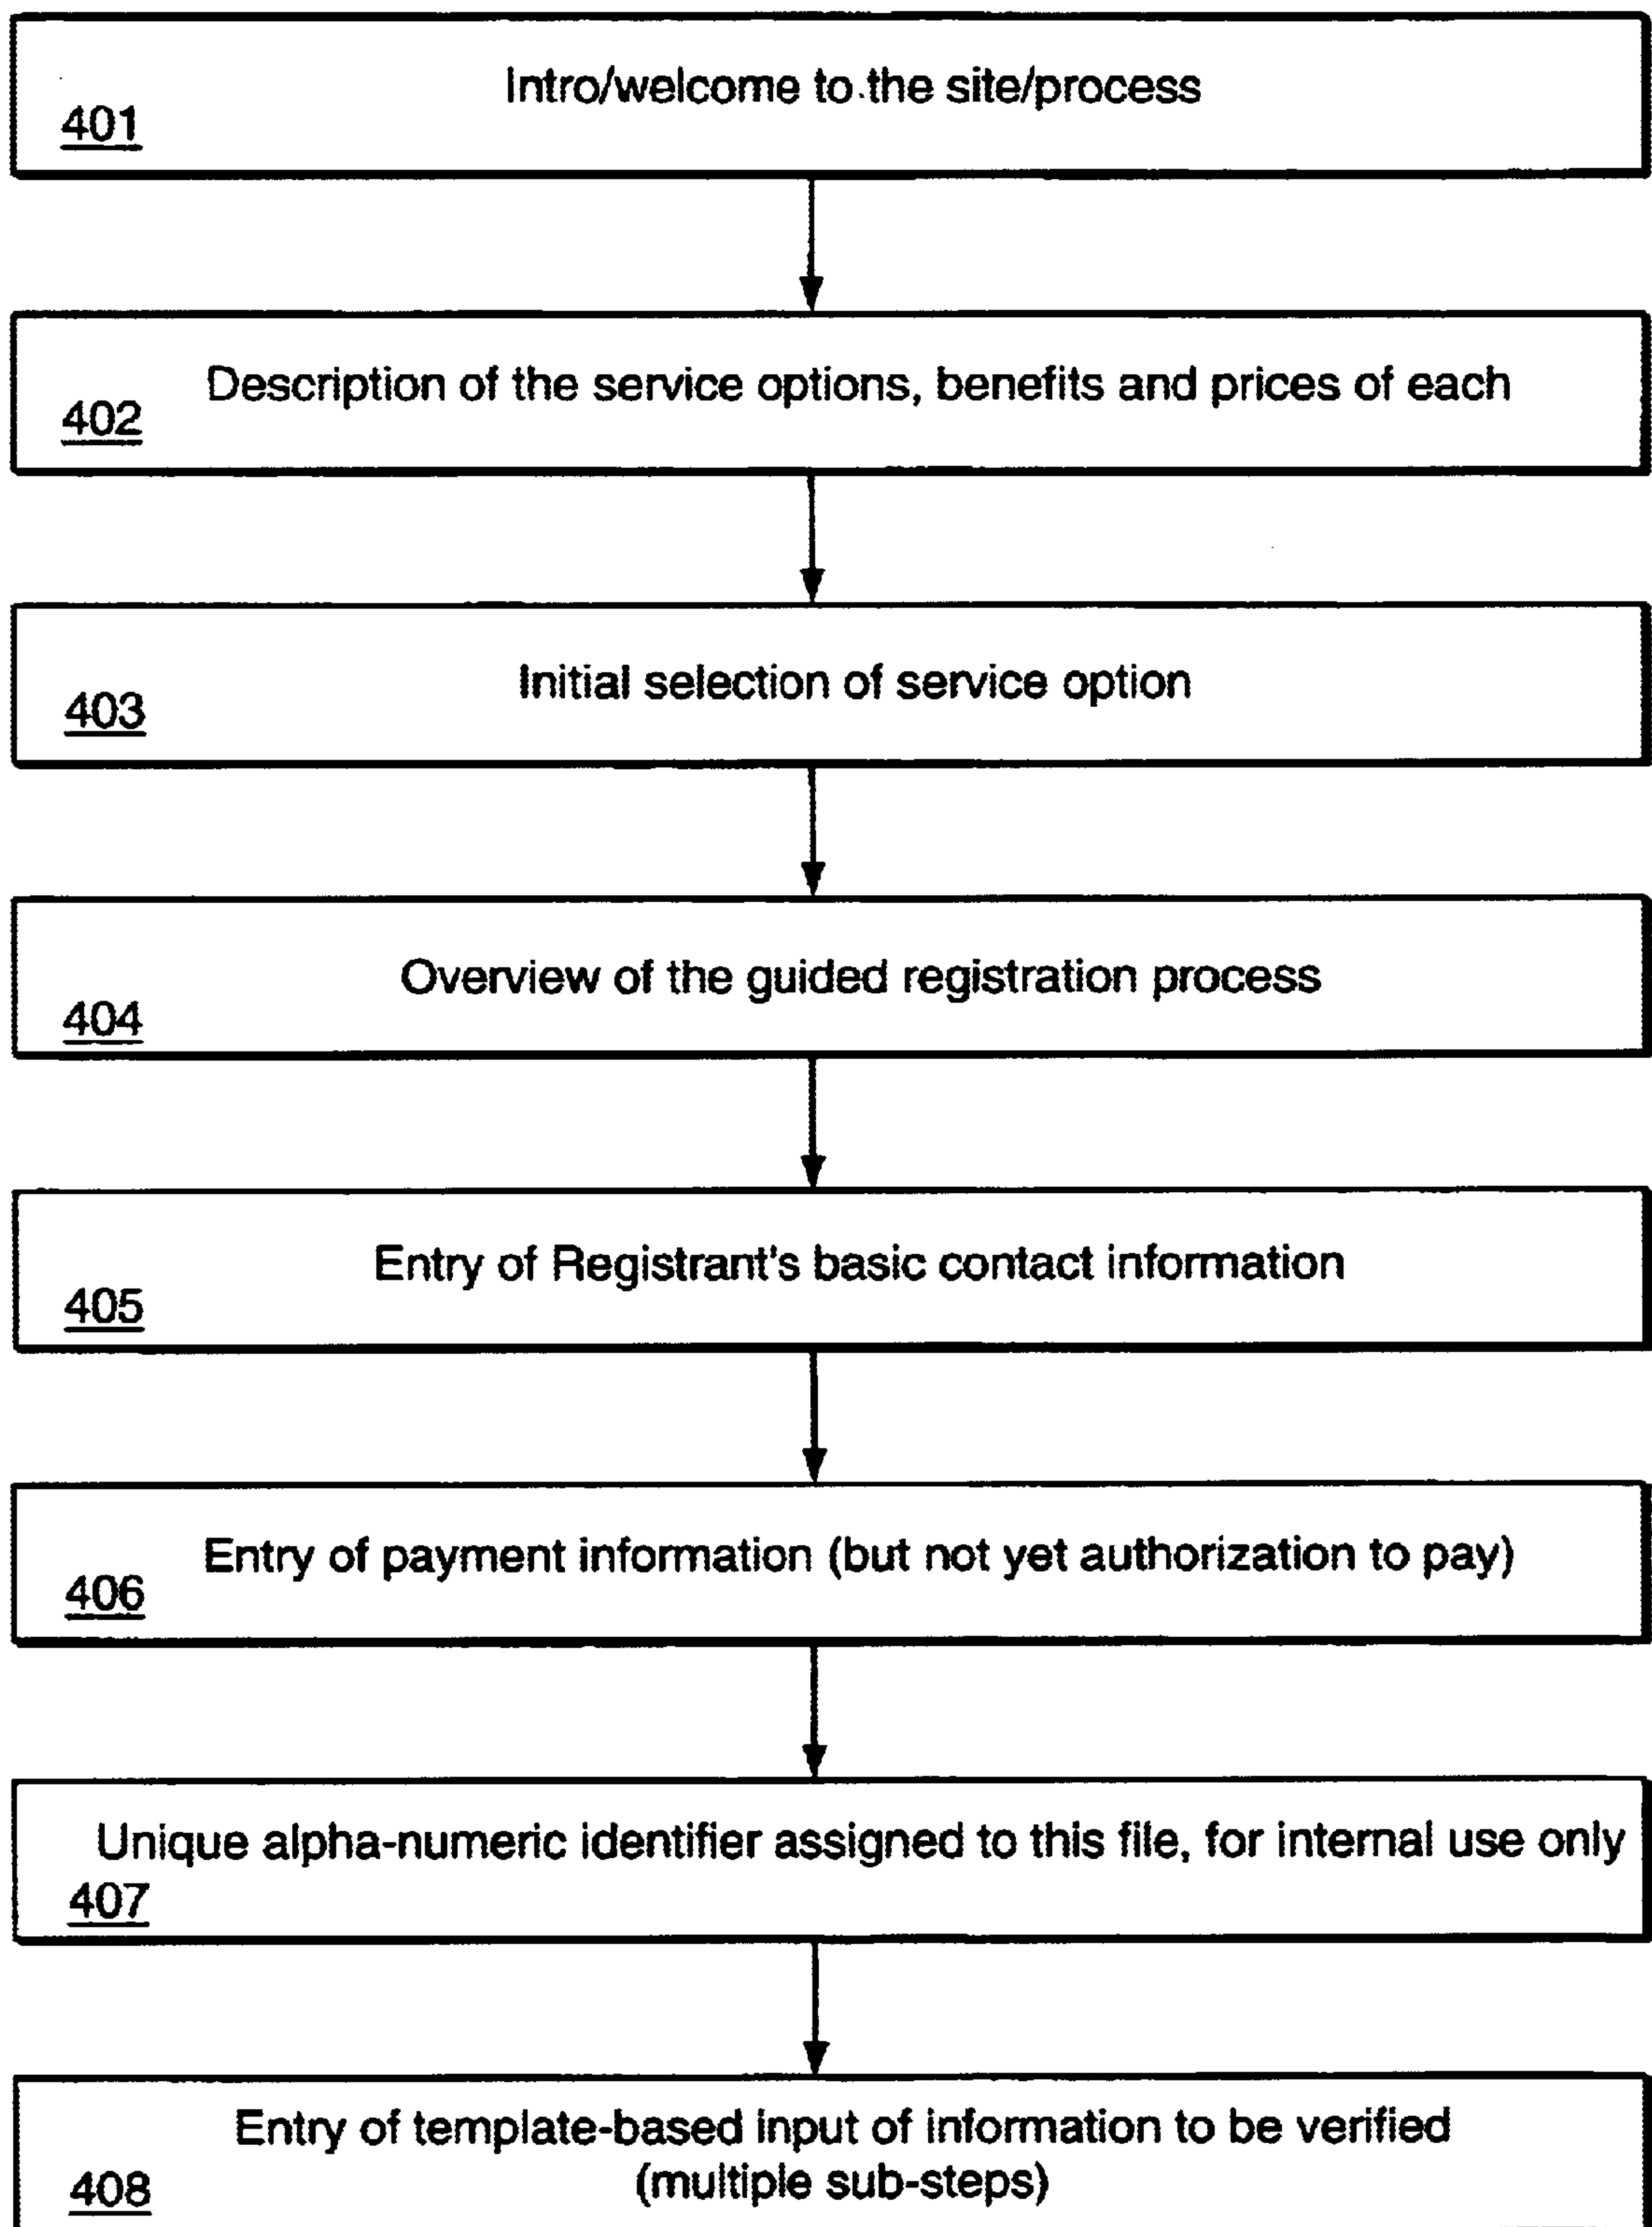 Intro/welcome to the site/process
401
Description of the service options, benefits and prices of each
402
Initial selection of service option
403
Overview of the guided registration process
404
Entry of Registrant's basic contact information
405
Entry of payment information (but not yet authorization to pay)
406
Unique alpha-numeric identifier assigned to this file, for internal use only
407
Entry of template-based input of information to be verified
(multiple sub-steps)
408